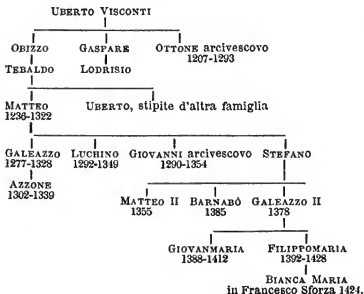 UBERTO VISCONTI
OBIZZO GASPARE OTTONE arcivescovo
1207-1293
TEBALDO LODRISIO
MATTEO UBERTO, stipite d'altra famiglia
1236-1322
GALEAZZO LUCHINO GIOVANNI arcivescovo STEFANO
1277-1328 1292-1349 1290-1354
AZZONE
1302-1339
MATTEO II BARNABÒ GALEAZZO II
1355 1385 1378
GIOVANMARIA FILIPPOMARIA
1388-1412 1392-1428
BIANCA MARIA
in Francesco Sforza 1424.